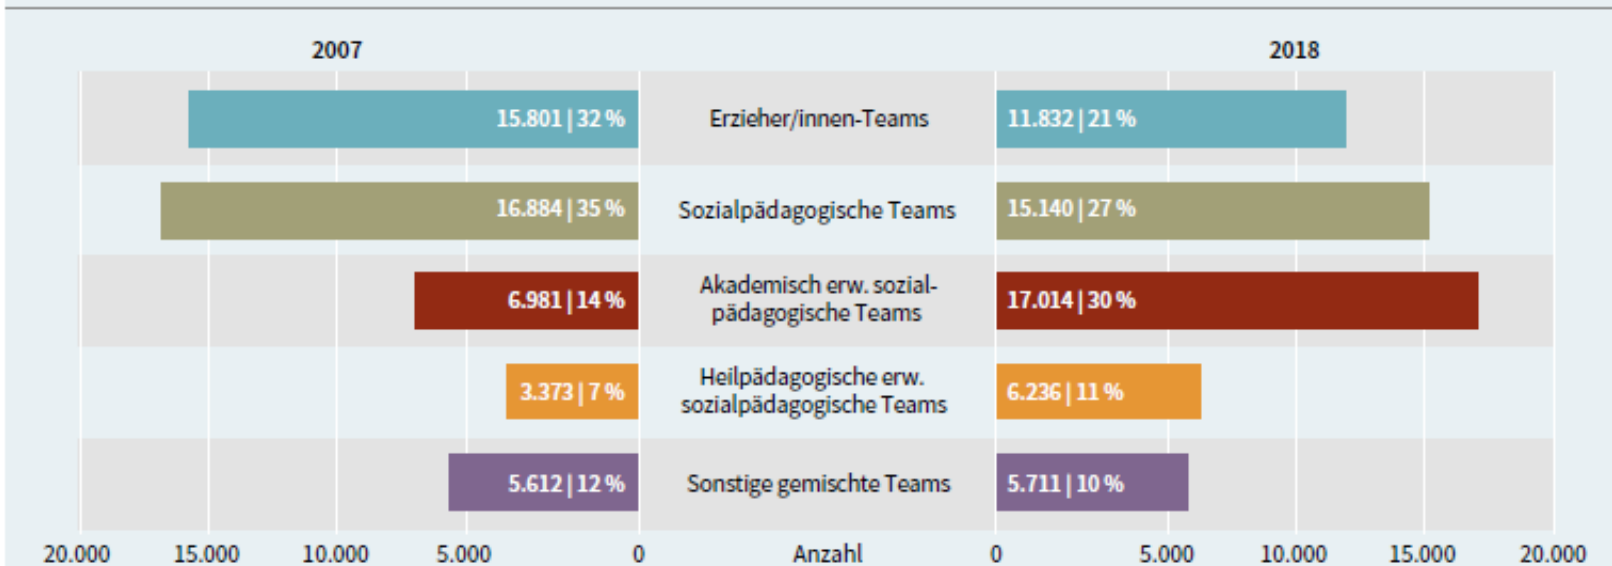 2007 2018
15.801 | 32 % Erzieher/innen-Teams 11.832 | 21 %
16.884 | 35 % Sozialpädagogische Teams 15.140 | 27 %
6.981 | 14 % Akademisch erw. sozial-
pädagogische Teams 17.014 | 30 %
3.373 | 7 % Heilpädagogische erw.
sozialpädagogische Teams 6.236 | 11 %
5.612 | 12 % Sonstige gemischte Teams 5.711 | 10 %
20.000 15.000 10.000 5.000 0 Anzahl 0 5.000 10.000 15.000 20.000